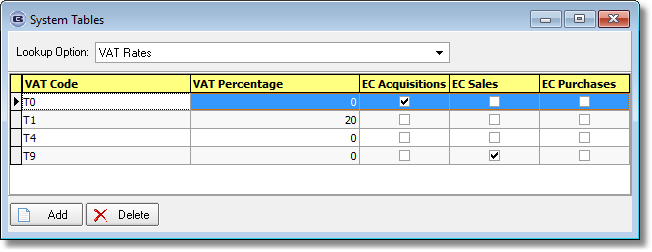 System Tables
Lookup Option: VAT Rates
VAT Code VAT Percentage EC Acquisitions EC Sales EC Purchases
T0 0
T1 20
T4 0
T9 0
Add Delete